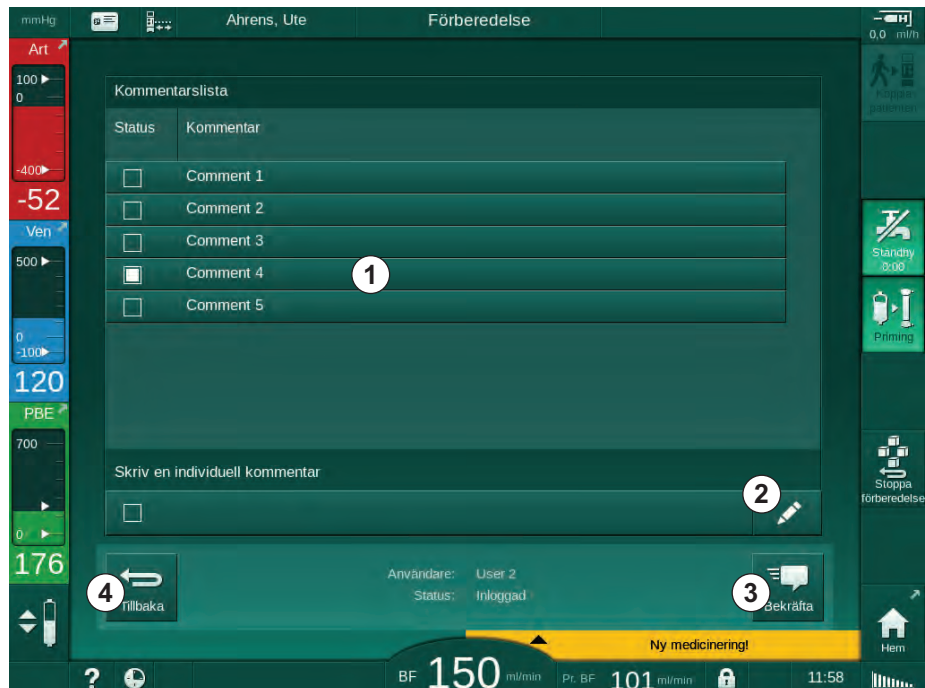 mmHg
Ahrens, Ute
Förberedelse
0,0 ml/h
Art
100
0
-400
-52
Ven
500
0
-100
120
PBE
700
0
176
Kommentarslista
Status Kommentar
Comment 1
Comment 2
Comment 3
Comment 4
Comment 5
1
Skriv en individuell kommentar
2
4
Tillbaka
Användare: User 2
Status: Inloggad
3
Bekräfta
Ny medicinering!
Koppla
patienten
Standby
0:00
Priming
Stoppa
förberedelse
Hem
?
BF 150 ml/min
Pr. BF 101 ml/min
11:58